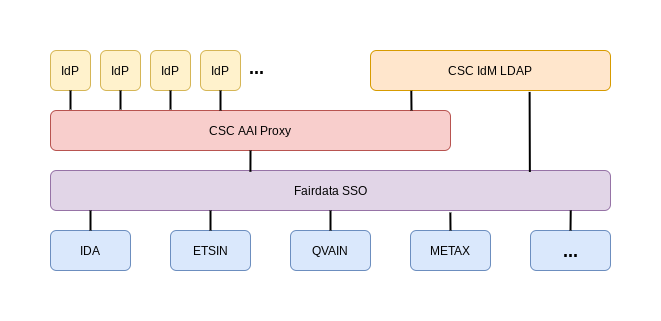 IdP IdP IdP IdP ... CSC IdM LDAP
CSC AAI Proxy
Fairdata SSO
IDA ETSIN QVAIN METAX ...